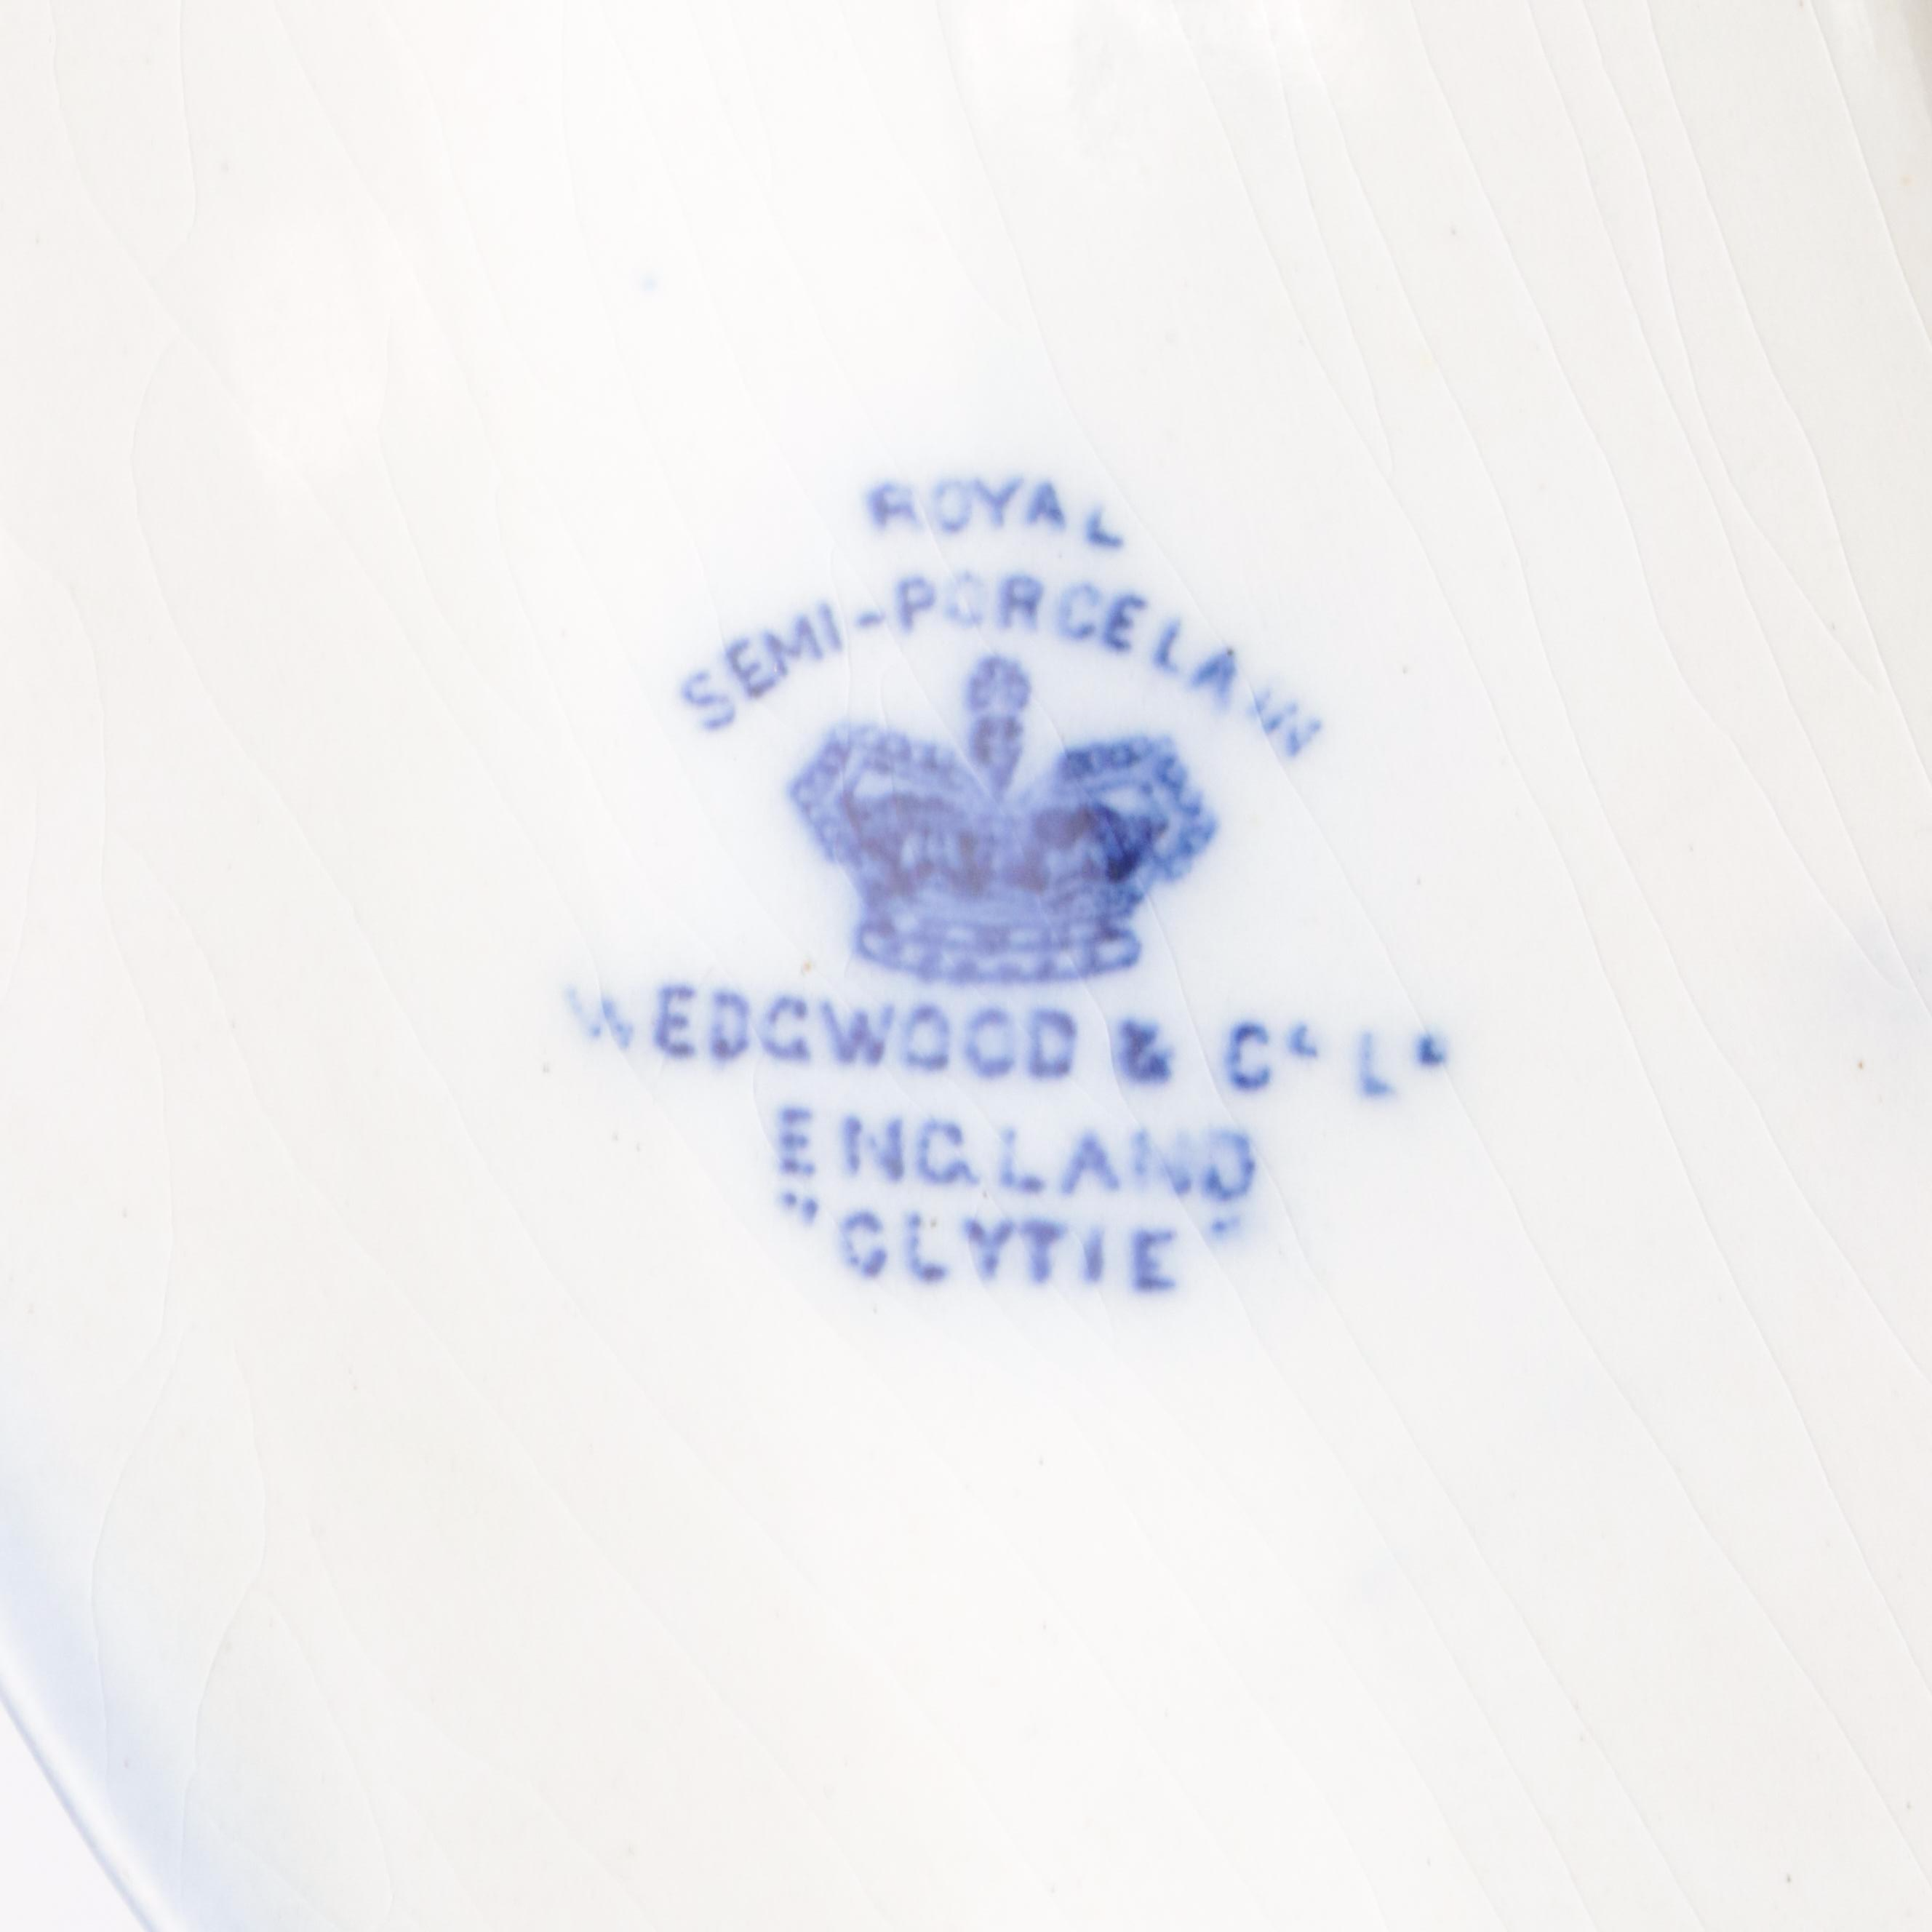 ROYAL
SEMI-PORCELAIN
WEDGWOOD & Co Ld
ENGLAND
"CLYTIE"